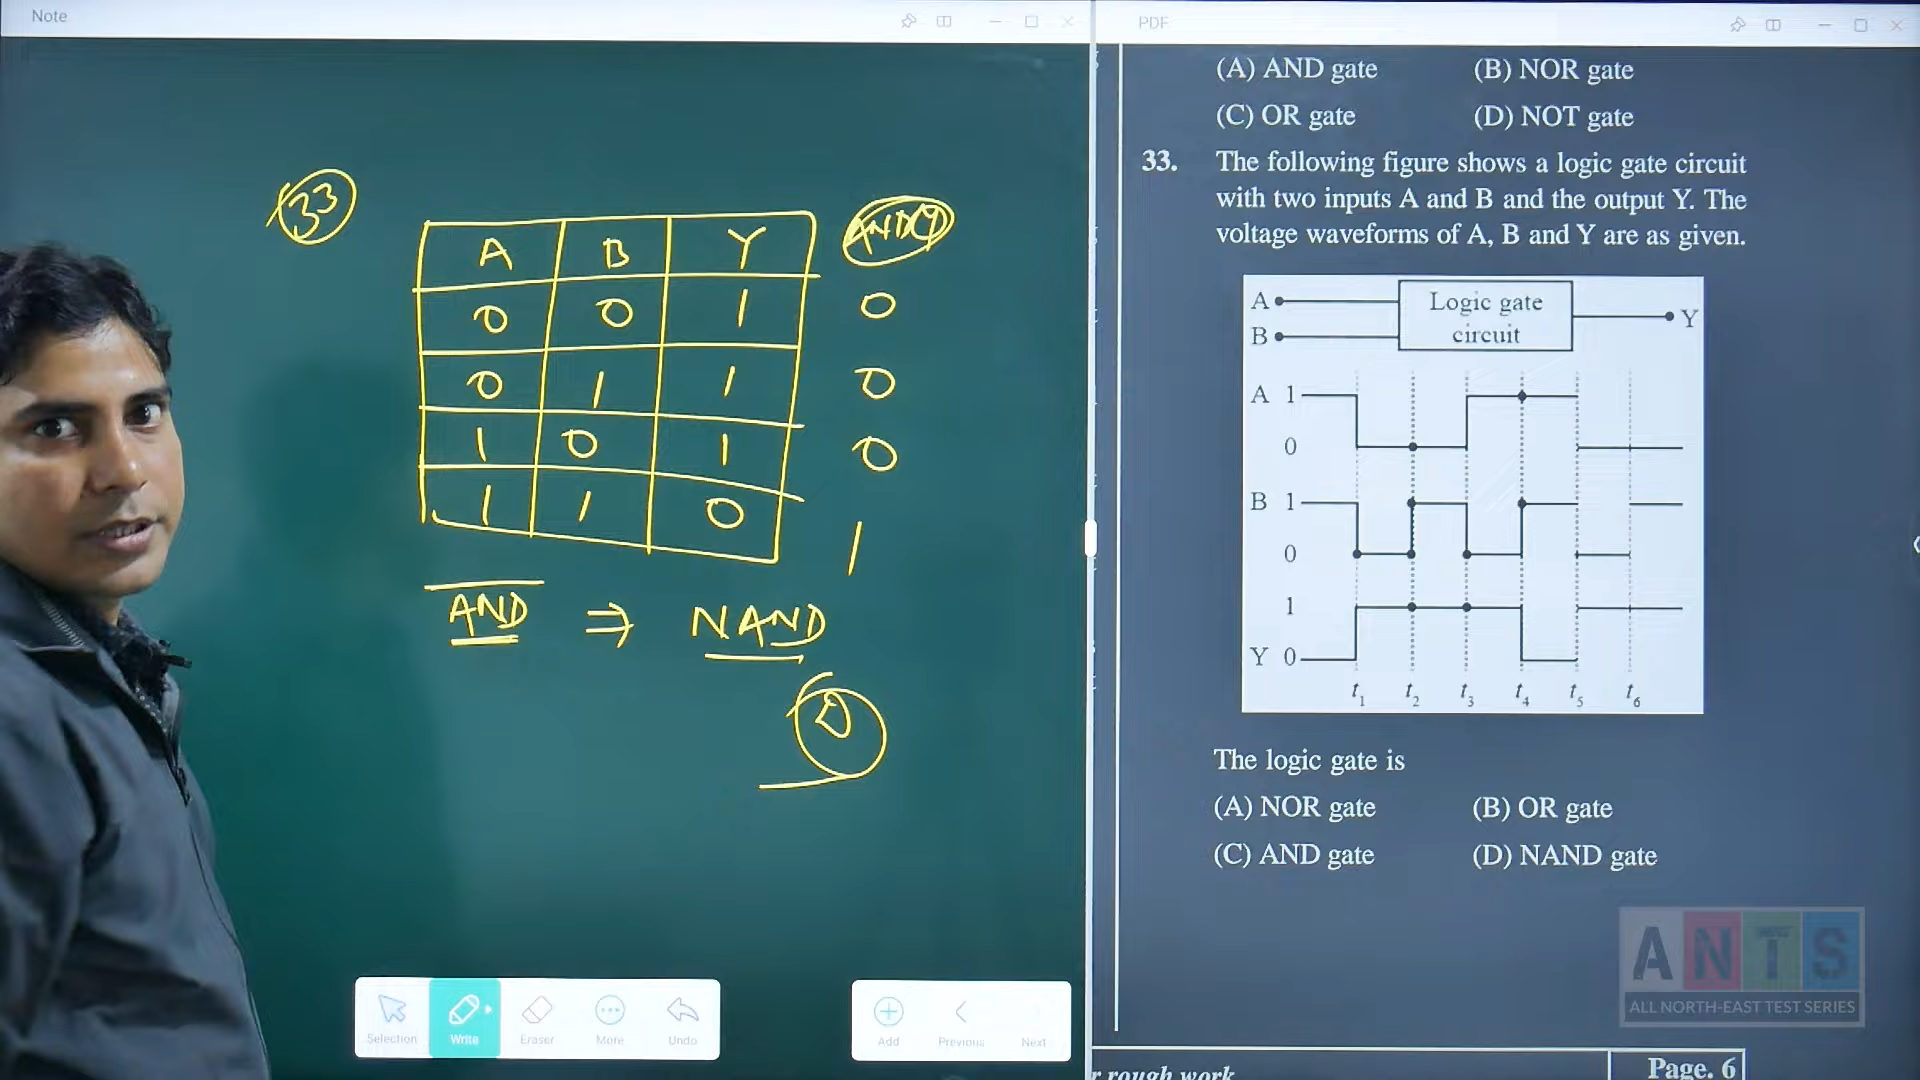 Note
33
A B Y AND(Y)
0 0 1 0
0 1 1 0
1 0 1 0
1 1 0 1
AND ⇒ NAND
D
Selection Write Eraser More Undo
Add Previous Next
PDF
(A) AND gate (B) NOR gate
(C) OR gate (D) NOT gate
33. The following figure shows a logic gate circuit
with two inputs A and B and the output Y. The
voltage waveforms of A, B and Y are as given.
A Logic gate Y
B circuit
A 1
0
B 1
0
1
Y 0
t1 t2 t3 t4 t5 t6
The logic gate is
(A) NOR gate (B) OR gate
(C) AND gate (D) NAND gate
ANTS
ALL NORTH-EAST TEST SERIES
r rough work
Page. 6